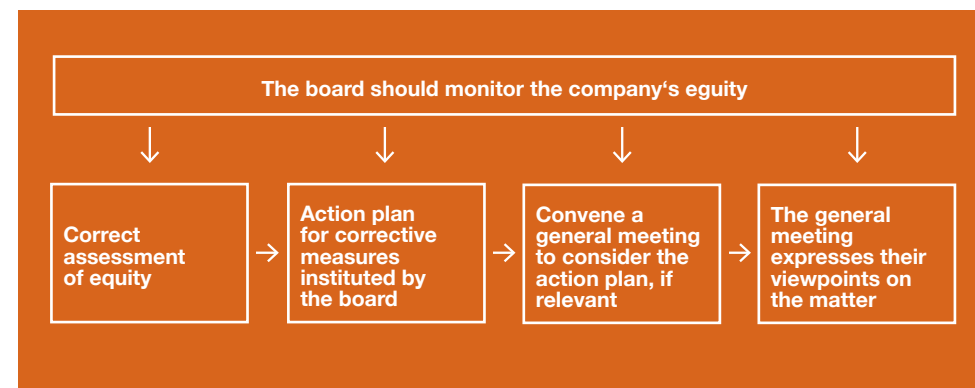 The board should monitor the company‘s eguity
Correct
assessment
of equity
Action plan
for corrective
measures
instituted by
the board
Convene a
general meeting
to consider the
action plan, if
relevant
The general
meeting
expresses their
viewpoints on
the matter